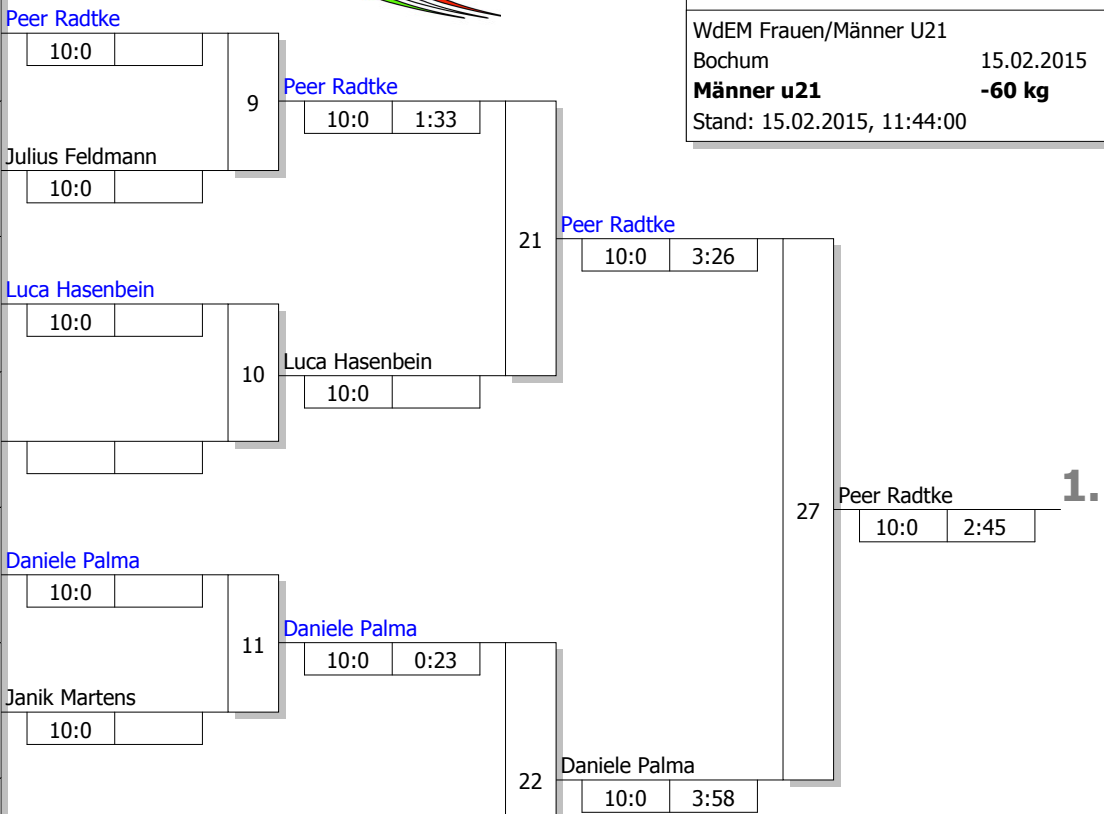 Peer Radtke
10:0
WdEM Frauen/Männer U21
Bochum 15.02.2015
Männer u21 -60 kg
Stand: 15.02.2015, 11:44:00
9
Peer Radtke
10:0 1:33
Julius Feldmann
10:0
21
Peer Radtke
10:0 3:26
Luca Hasenbein
10:0
10
Luca Hasenbein
10:0
27
Peer Radtke 1.
10:0 2:45
Daniele Palma
10:0
11
Daniele Palma
10:0 0:23
Janik Martens
10:0
22
Daniele Palma
10:0 3:58